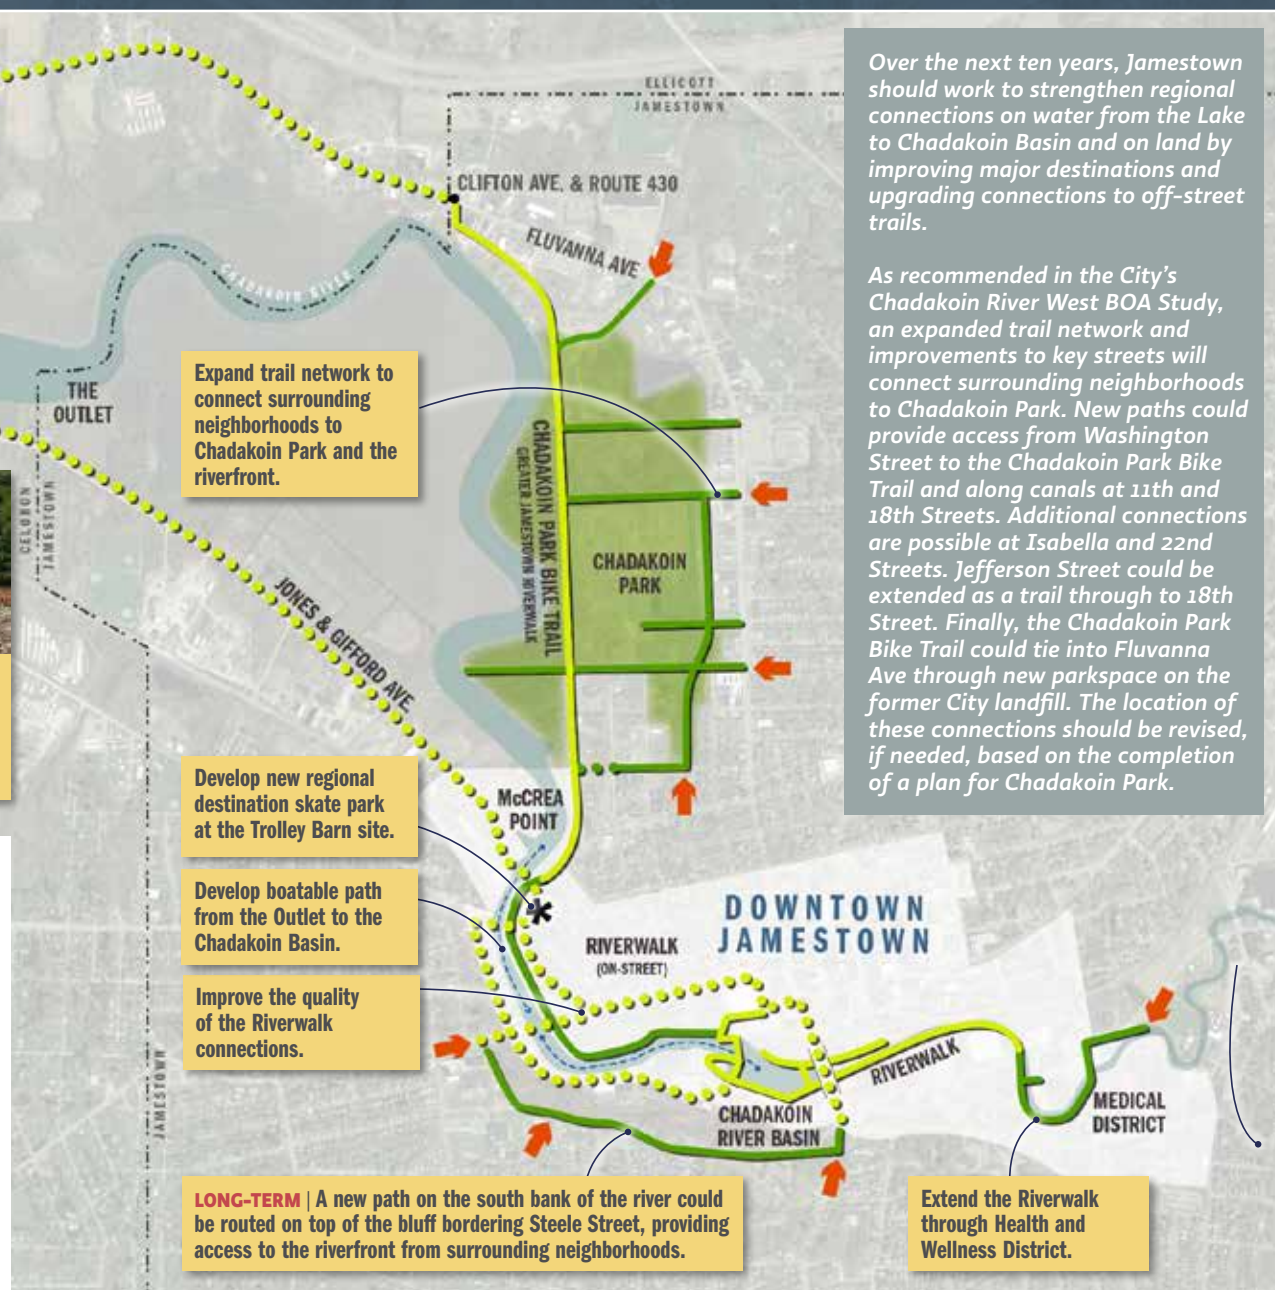 ELLICOTT
JAMESTOWN
CLIFTON AVE. & ROUTE 430
FLUVANNA AVE
CHADAKOIN RIVER
THE
OUTLET
CELORON
JAMESTOWN
Expand trail network to
connect surrounding
neighborhoods to
Chadakoin Park and the
riverfront.
CHADAKOIN PARK BIKE TRAIL
GREATER JAMESTOWN RIVERWALK
CHADAKOIN
PARK
JONES & GIFFORD AVE
Over the next ten years, Jamestown
should work to strengthen regional
connections on water from the Lake
to Chadakoin Basin and on land by
improving major destinations and
upgrading connections to off-street
trails.
As recommended in the City's
Chadakoin River West BOA Study,
an expanded trail network and
improvements to key streets will
connect surrounding neighborhoods
to Chadakoin Park. New paths could
provide access from Washington
Street to the Chadakoin Park Bike
Trail and along canals at 11th and
18th Streets. Additional connections
are possible at Isabella and 22nd
Streets. Jefferson Street could be
extended as a trail through to 18th
Street. Finally, the Chadakoin Park
Bike Trail could tie into Fluvanna
Ave through new parkspace on the
former City landfill. The location of
these connections should be revised,
if needed, based on the completion
of a plan for Chadakoin Park.
Develop new regional
destination skate park
at the Trolley Barn site.
McCREA
POINT
Develop boatable path
from the Outlet to the
Chadakoin Basin.
*
DOWNTOWN
JAMESTOWN
RIVERWALK
(ON-STREET)
Improve the quality
of the Riverwalk
connections.
JAMESTOWN
RIVERWALK
CHADAKOIN
RIVER BASIN
MEDICAL
DISTRICT
LONG-TERM | A new path on the south bank of the river could
be routed on top of the bluff bordering Steele Street, providing
access to the riverfront from surrounding neighborhoods.
Extend the Riverwalk
through Health and
Wellness District.